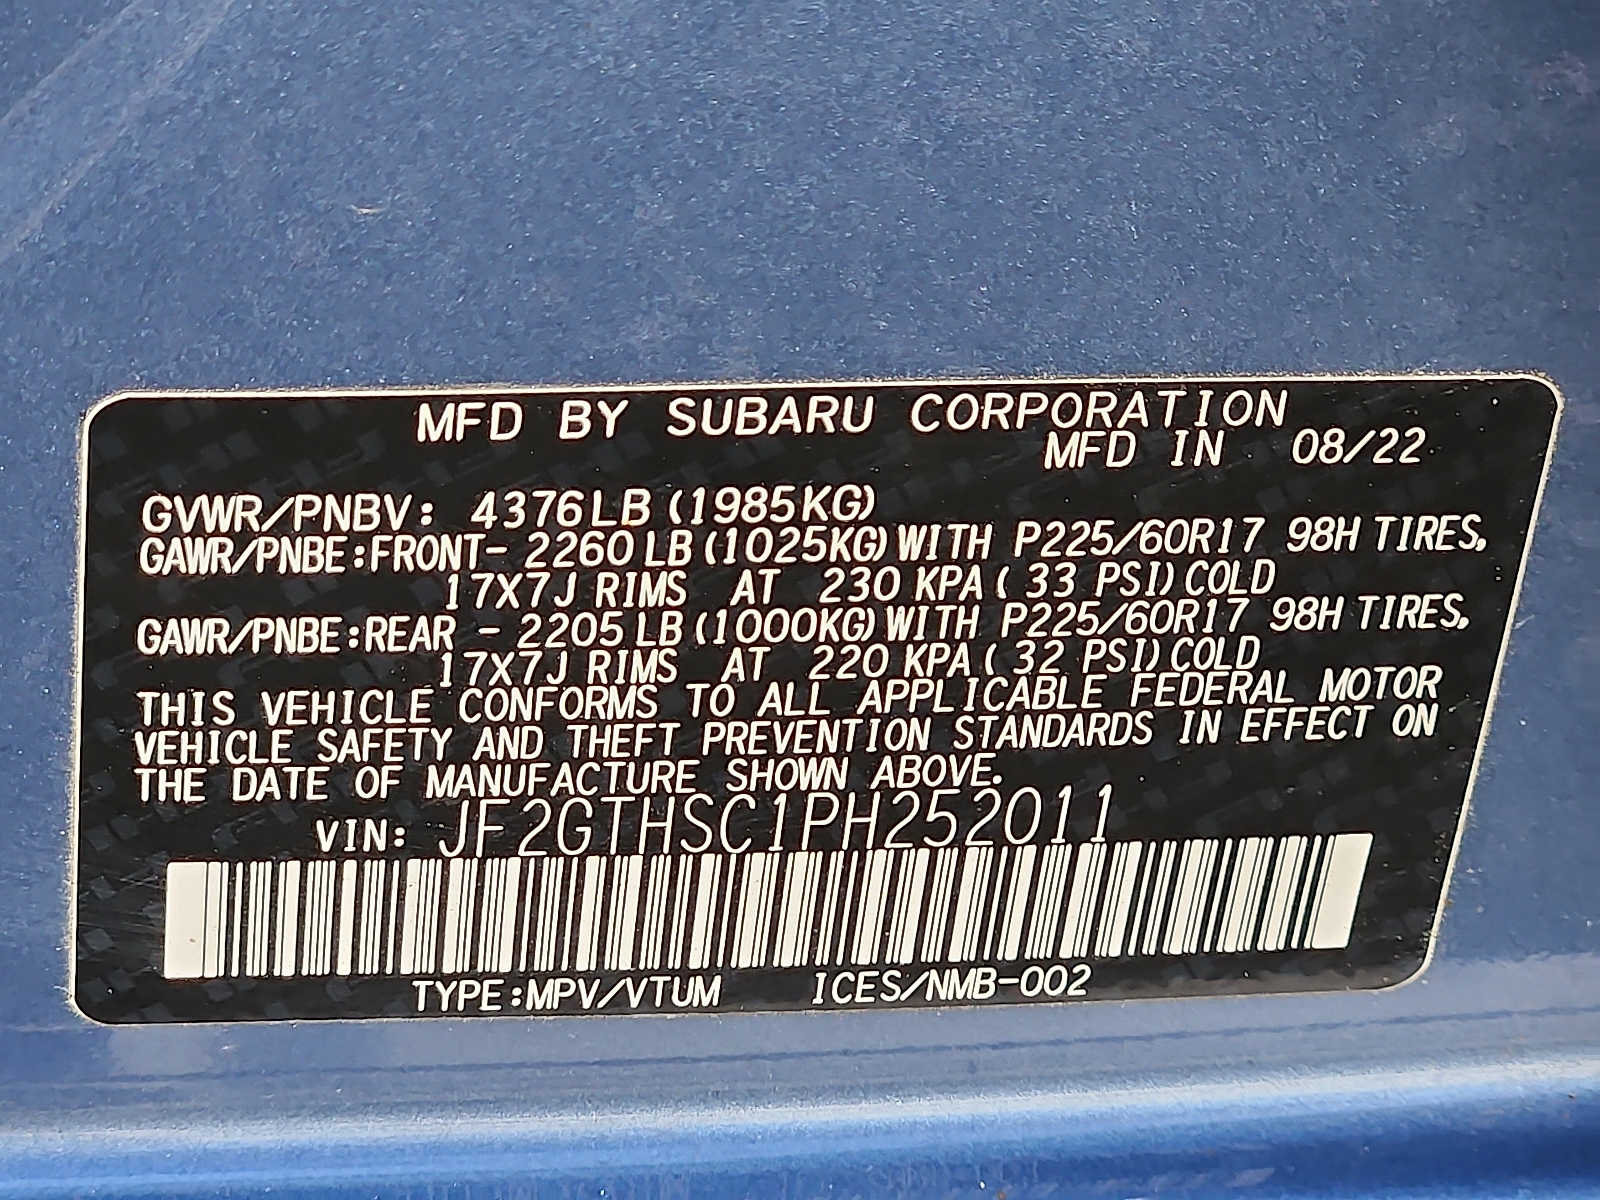 MFD BY SUBARU CORPORATION
MFD IN 08/22
GVWR/PNBV: 4376LB (1985KG)
GAWR/PNBE:FRONT- 2260 LB (1025KG) WITH P225/60R17 98H TIRES,
17X7J RIMS AT 230 KPA ( 33 PSI) COLD
GAWR/PNBE:REAR - 2205 LB (1000KG) WITH P225/60R17 98H TIRES,
17X7J RIMS AT 220 KPA ( 32 PSI) COLD
THIS VEHICLE CONFORMS TO ALL APPLICABLE FEDERAL MOTOR
VEHICLE SAFETY AND THEFT PREVENTION STANDARDS IN EFFECT ON
THE DATE OF MANUFACTURE SHOWN ABOVE.
VIN: JF2GTHSC1PH252011
TYPE:MPV/VTUM ICES/NMB-002